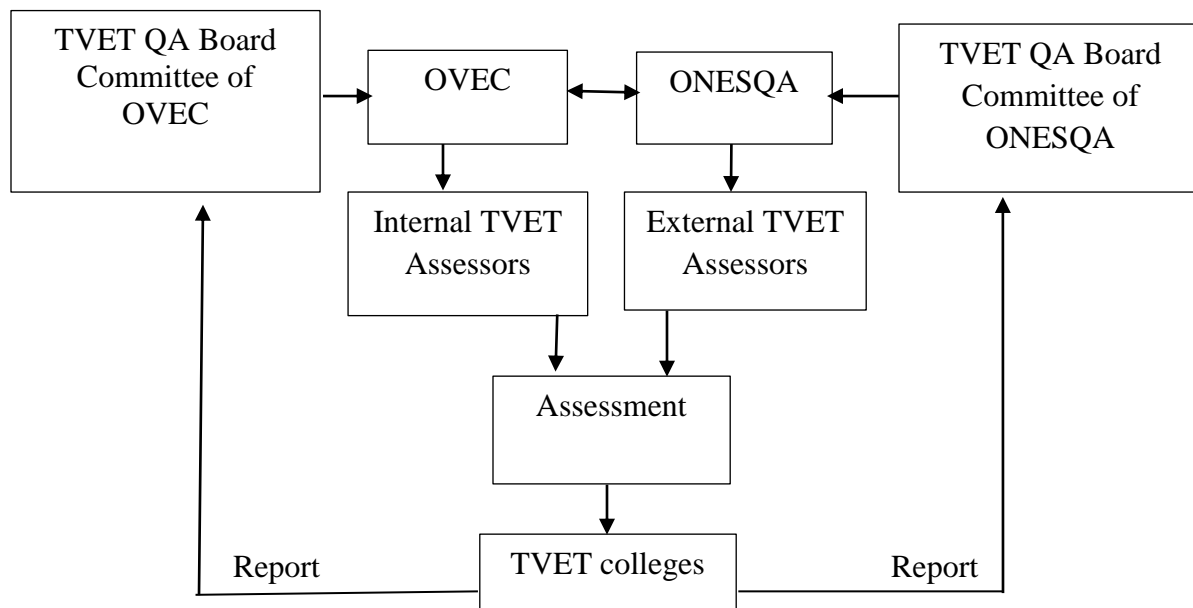 TVET QA Board
Committee of
OVEC
OVEC
ONESQA
TVET QA Board
Committee of
ONESQA
Internal TVET
Assessors
External TVET
Assessors
Assessment
TVET colleges
Report
Report